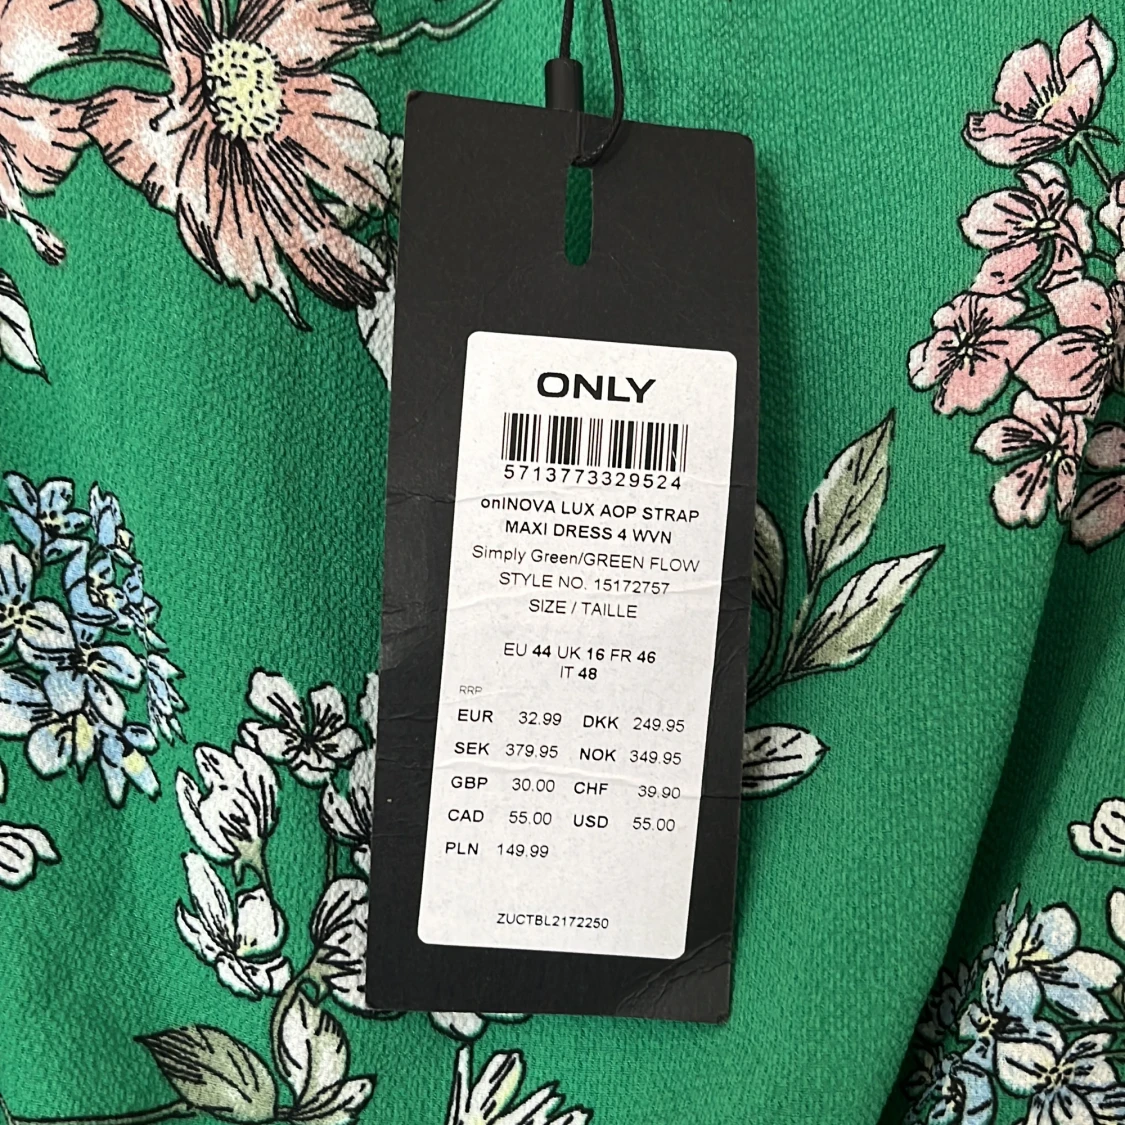 ONLY
5713773329524
onlNOVA LUX AOP STRAP
MAXI DRESS 4 WVN
Simply Green/GREEN FLOW
STYLE NO. 15172757
SIZE / TAILLE
EU 44 UK 16 FR 46
IT 48
RRP
EUR 32.99 DKK 249.95
SEK 379.95 NOK 349.95
GBP 30.00 CHF 39.90
CAD 55.00 USD 55.00
PLN 149.99
ZUCTBL2172250